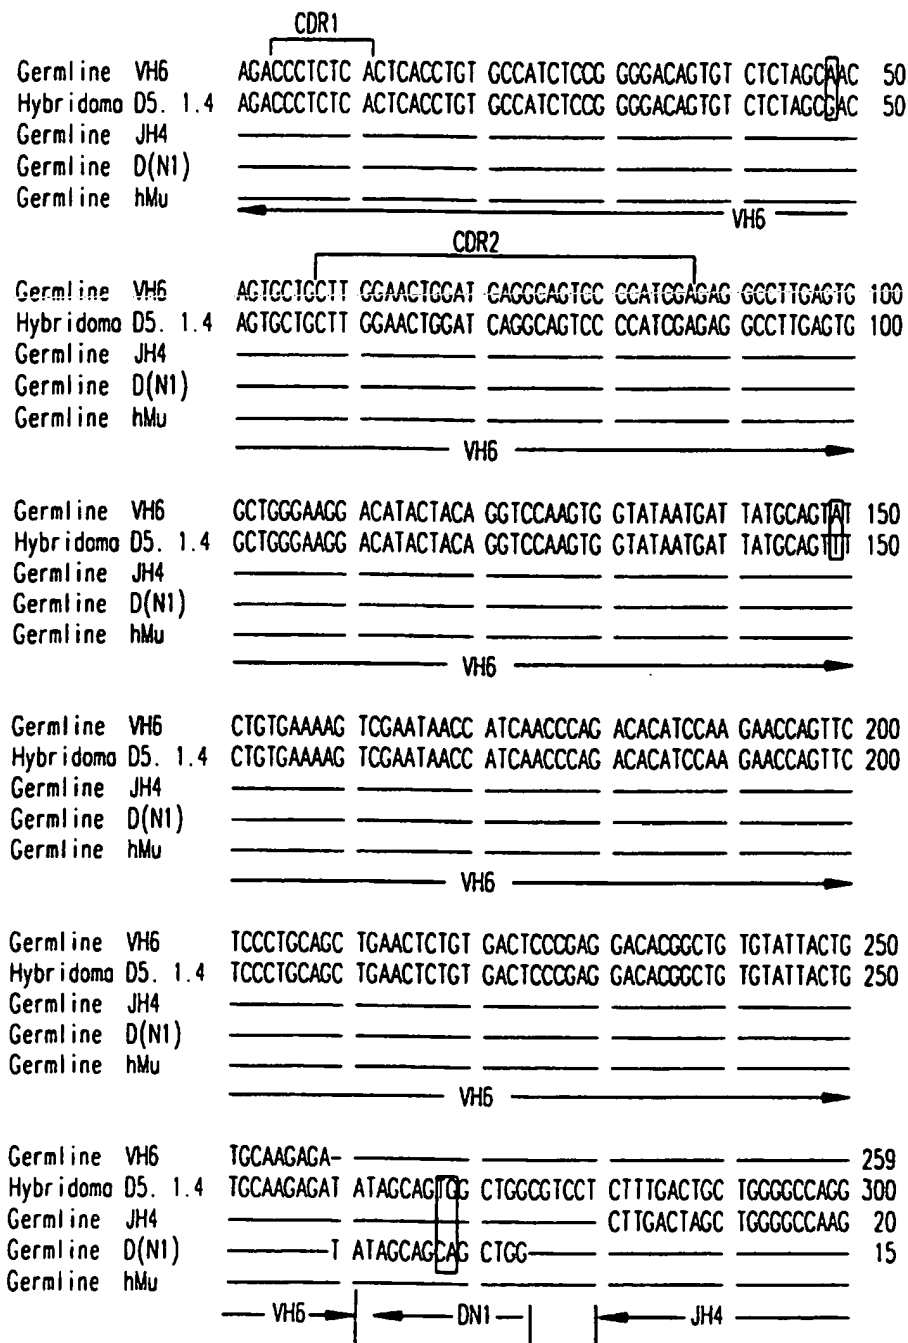 CDR1
Germline VH6 AGACCCTCTC ACTCACCTGT GCCATCTCCG GGGACAGTGT CTCTAGCAAC 50
Hybridoma D5. 1.4 AGACCCTCTC ACTCACCTGT GCCATCTCCG GGGACAGTGT CTCTAGCGAC 50
Germline JH4
Germline D(N1)
Germline hMu
VH6
CDR2
Germline VH6 AGTGCTGCTT GGAACTGGAT CAGGCAGTCC CCATCGAGAG GCCTTGAGTG 100
Hybridoma D5. 1.4 AGTGCTGCTT GGAACTGGAT CAGGCAGTCC CCATCGAGAG GCCTTGAGTG 100
Germline JH4
Germline D(N1)
Germline hMu
VH6
Germline VH6 GCTGGGAAGG ACATACTACA GGTCCAAGTG GTATAATGAT TATGCAGTAT 150
Hybridoma D5. 1.4 GCTGGGAAGG ACATACTACA GGTCCAAGTG GTATAATGAT TATGCAGTTT 150
Germline JH4
Germline D(N1)
Germline hMu
VH6
Germline VH6 CTGTGAAAAG TCGAATAACC ATCAACCCAG ACACATCCAA GAACCAGTTC 200
Hybridoma D5. 1.4 CTGTGAAAAG TCGAATAACC ATCAACCCAG ACACATCCAA GAACCAGTTC 200
Germline JH4
Germline D(N1)
Germline hMu
VH6
Germline VH6 TCCCTGCAGC TGAACTCTGT GACTCCCGAG GACACGGCTG TGTATTACTG 250
Hybridoma D5. 1.4 TCCCTGCAGC TGAACTCTGT GACTCCCGAG GACACGGCTG TGTATTACTG 250
Germline JH4
Germline D(N1)
Germline hMu
VH6
Germline VH6 TGCAAGAGA- 259
Hybridoma D5. 1.4 TGCAAGAGAT ATAGCAGTGG CTGGCGTCCT CTTTGACTGC TGGGGCCAGG 300
Germline JH4 CTTGACTAGC TGGGGCCAAG 20
Germline D(N1) T ATAGCAGCAG CTGG 15
Germline hMu
VH6 DN1 JH4